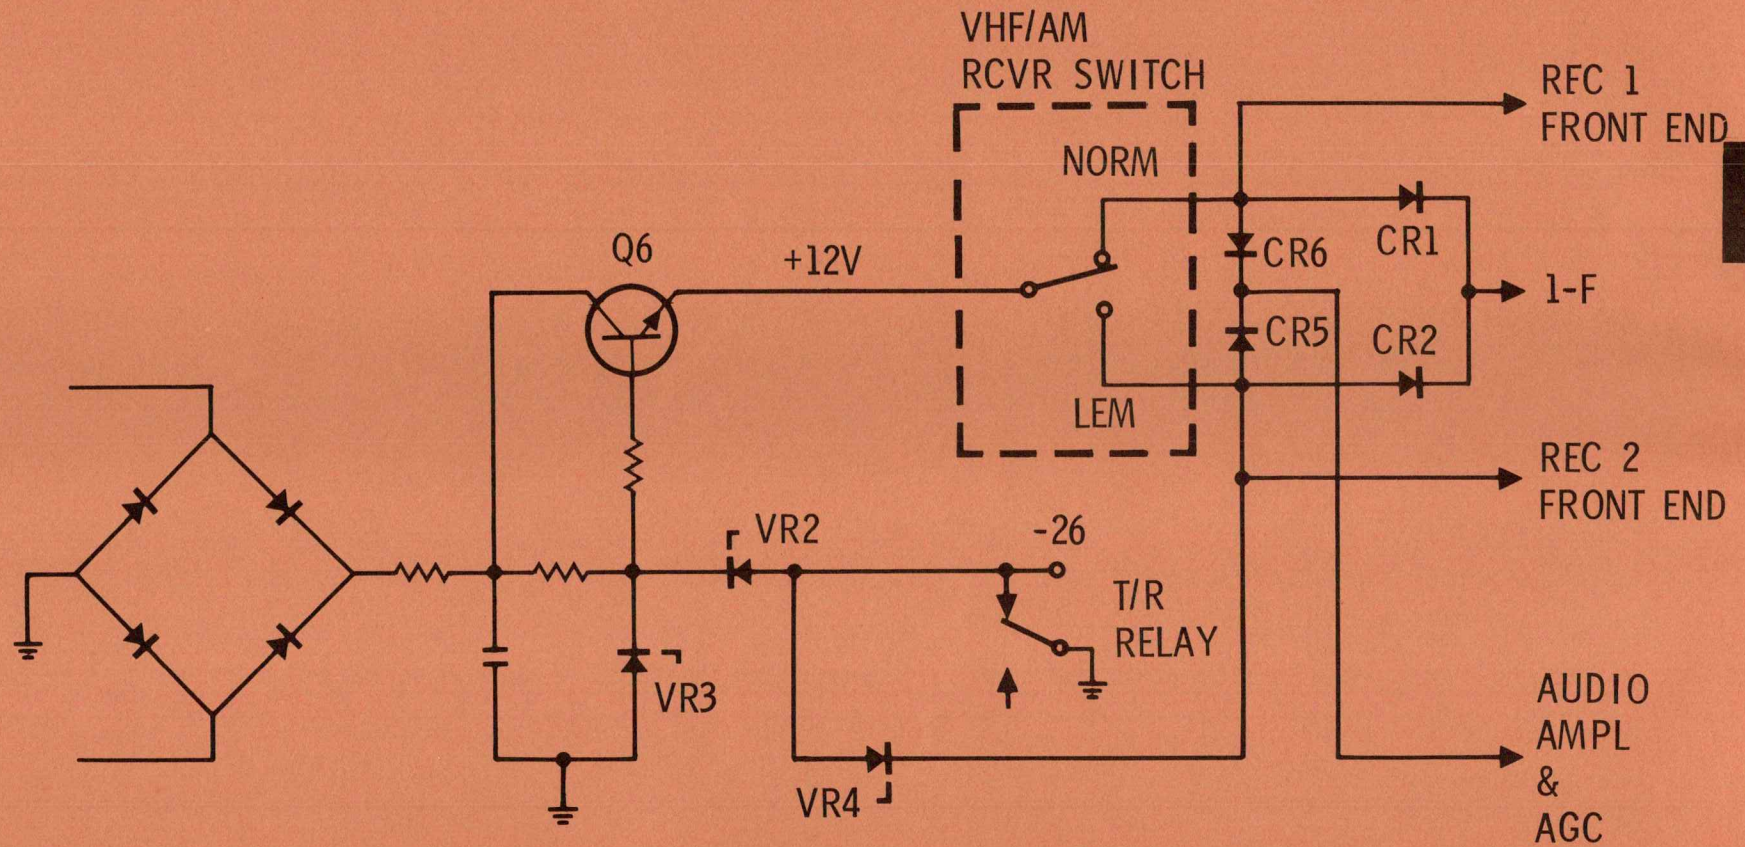 VHF/AM
RCVR SWITCH
RFC 1
FRONT END
NORM
Q6
+12V
CR6
CR1
1-F
CR5
CR2
LEM
REC 2
FRONT END
VR2
-26
T/R
RELAY
VR3
VR4
AUDIO
AMPL
&
AGC